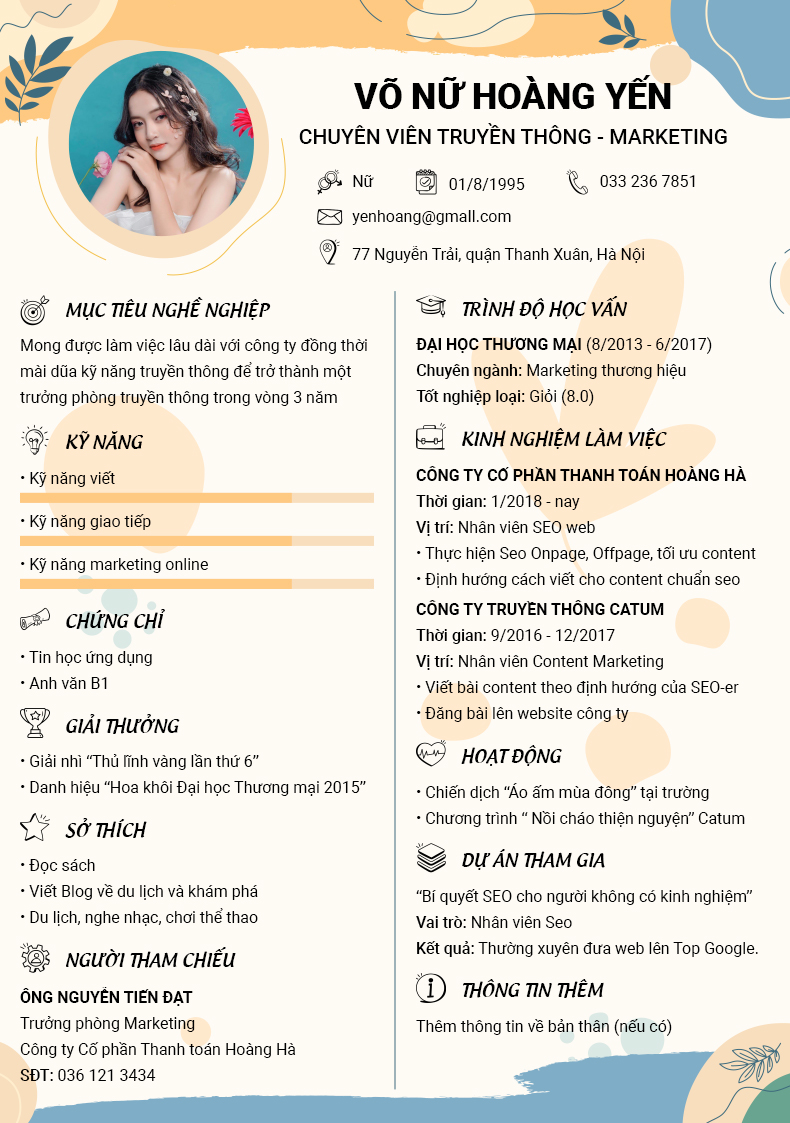 VÕ NỮ HOÀNG YẾN
CHUYÊN VIÊN TRUYỀN THÔNG - MARKETING
Nữ
01/8/1995
033 236 7851
yenhoang@gmall.com
77 Nguyễn Trải, quận Thanh Xuân, Hà Nội
MỤC TIÊU NGHỀ NGHIỆP
Mong được làm việc lâu dài với công ty đồng thời
mài dũa kỹ năng truyền thông để trở thành một
trưởng phòng truyền thông trong vòng 3 năm
KỸ NĂNG
• Kỹ năng viết
• Kỹ năng giao tiếp
• Kỹ năng marketing online
CHỨNG CHỈ
• Tin học ứng dụng
• Anh văn B1
GIẢI THƯỞNG
• Giải nhì “Thủ lĩnh vàng lần thứ 6”
• Danh hiệu “Hoa khôi Đại học Thương mại 2015”
SỞ THÍCH
• Đọc sách
• Viết Blog về du lịch và khám phá
• Du lịch, nghe nhạc, chơi thể thao
NGƯỜI THAM CHIẾU
ÔNG NGUYỄN TIẾN ĐẠT
Trưởng phòng Marketing
Công ty Cổ phần Thanh toán Hoàng Hà
SĐT: 036 121 3434
TRÌNH ĐỘ HỌC VẤN
ĐẠI HỌC THƯƠNG MẠI (8/2013 - 6/2017)
Chuyên ngành: Marketing thương hiệu
Tốt nghiệp loại: Giỏi (8.0)
KINH NGHIỆM LÀM VIỆC
CÔNG TY CỔ PHẦN THANH TOÁN HOÀNG HÀ
Thời gian: 1/2018 - nay
Vị trí: Nhân viên SEO web
• Thực hiện Seo Onpage, Offpage, tối ưu content
• Định hướng cách viết cho content chuẩn seo
CÔNG TY TRUYỀN THÔNG CATUM
Thời gian: 9/2016 - 12/2017
Vị trí: Nhân viên Content Marketing
• Viết bài content theo định hướng của SEO-er
• Đăng bài lên website công ty
HOẠT ĐỘNG
• Chiến dịch “Áo ấm mùa đông” tại trường
• Chương trình “ Nồi cháo thiện nguyện” Catum
DỰ ÁN THAM GIA
“Bí quyết SEO cho người không có kinh nghiệm”
Vai trò: Nhân viên Seo
Kết quả: Thường xuyên đưa web lên Top Google.
THÔNG TIN THÊM
Thêm thông tin về bản thân (nếu có)